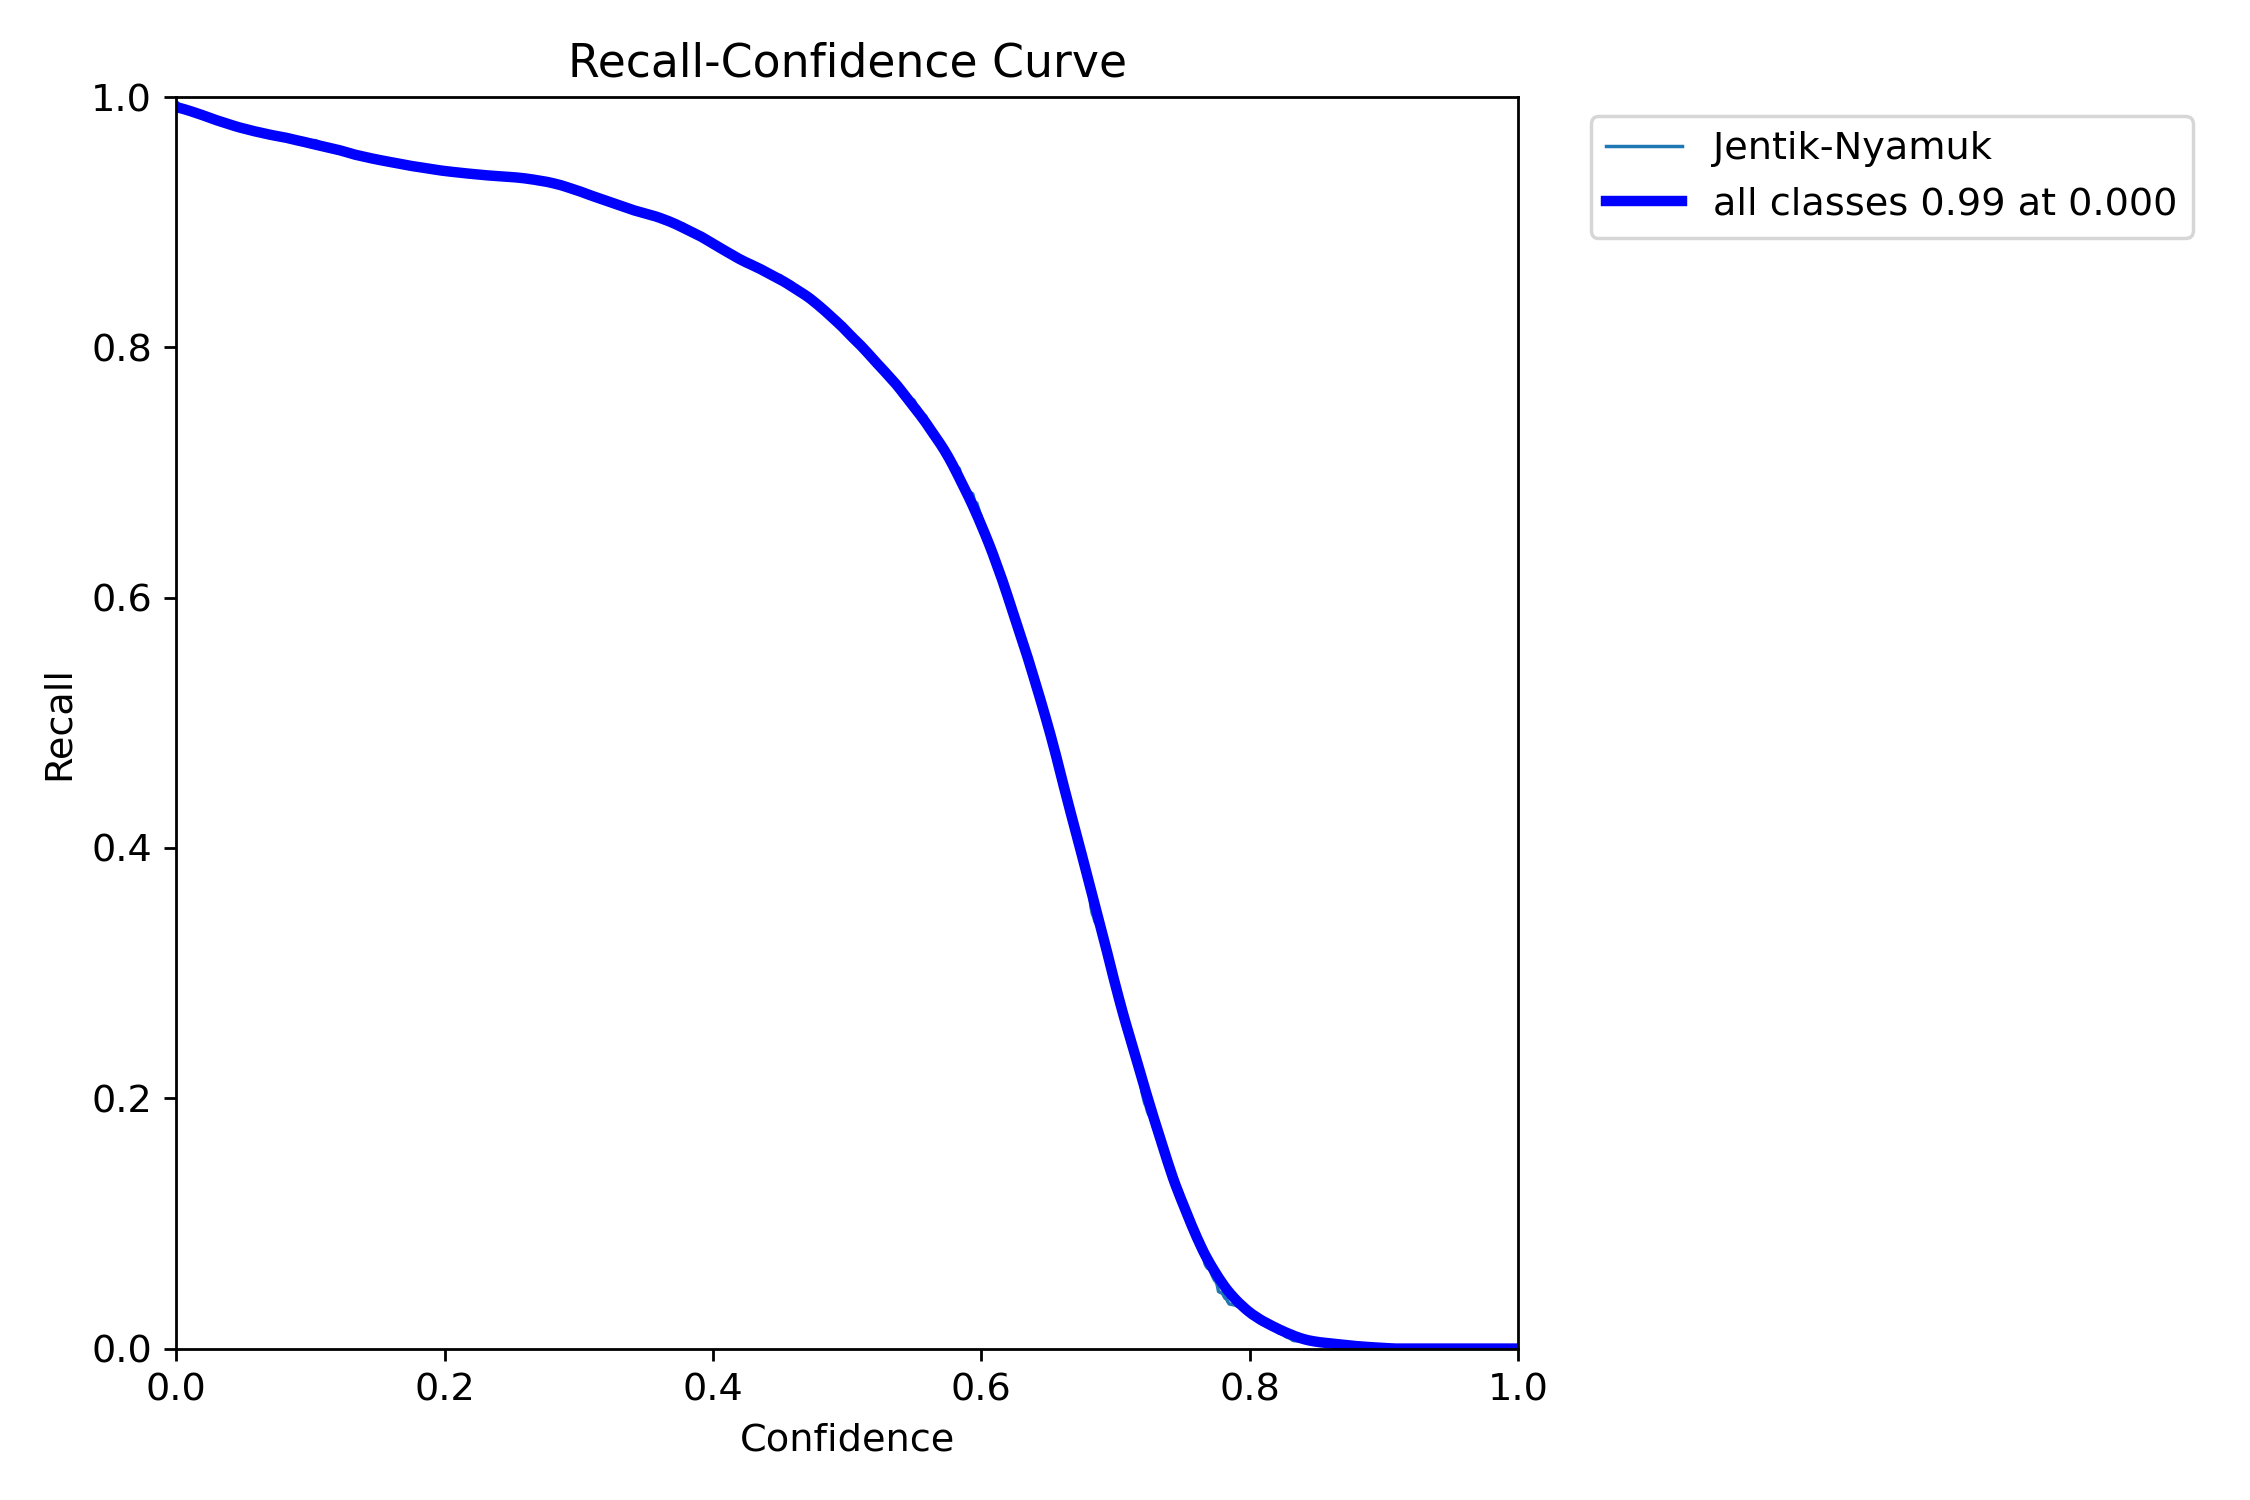 Recall-Confidence Curve
1.0
0.8
0.6
0.4
0.2
0.0
Recall
0.0 0.2 0.4 0.6 0.8 1.0
Confidence
Jentik-Nyamuk
all classes 0.99 at 0.000